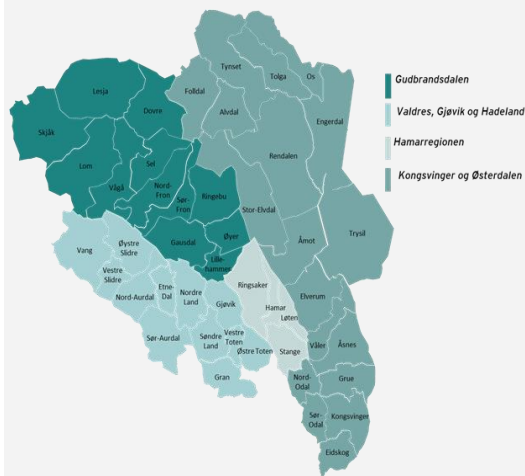 Tynset
Tolga
Os
Folldal
Alvdal
Engerdal
Lesja
Dovre
Skjåk
Lom
Sel
Vågå
Nord-
Fron
Sør-
Fron
Ringebu
Rendalen
Stor-Elvdal
Trysil
Åmot
Gausdal
Øyer
Lille-
hammer
Vang
Øystre
Slidre
Vestre
Slidre
Nord-Aurdal
Etne-
Dal
Nordre
Land
Gjøvik
Sør-Aurdal
Søndre
Land
Vestre
Toten
Østre Toten
Gran
Ringsaker
Hamar
Løten
Stange
Elverum
Våler
Åsnes
Nord-
Odal
Grue
Sør-
Odal
Kongsvinger
Eidskog
Gudbrandsdalen
Valdres, Gjøvik og Hadeland
Hamarregionen
Kongsvinger og Østerdalen